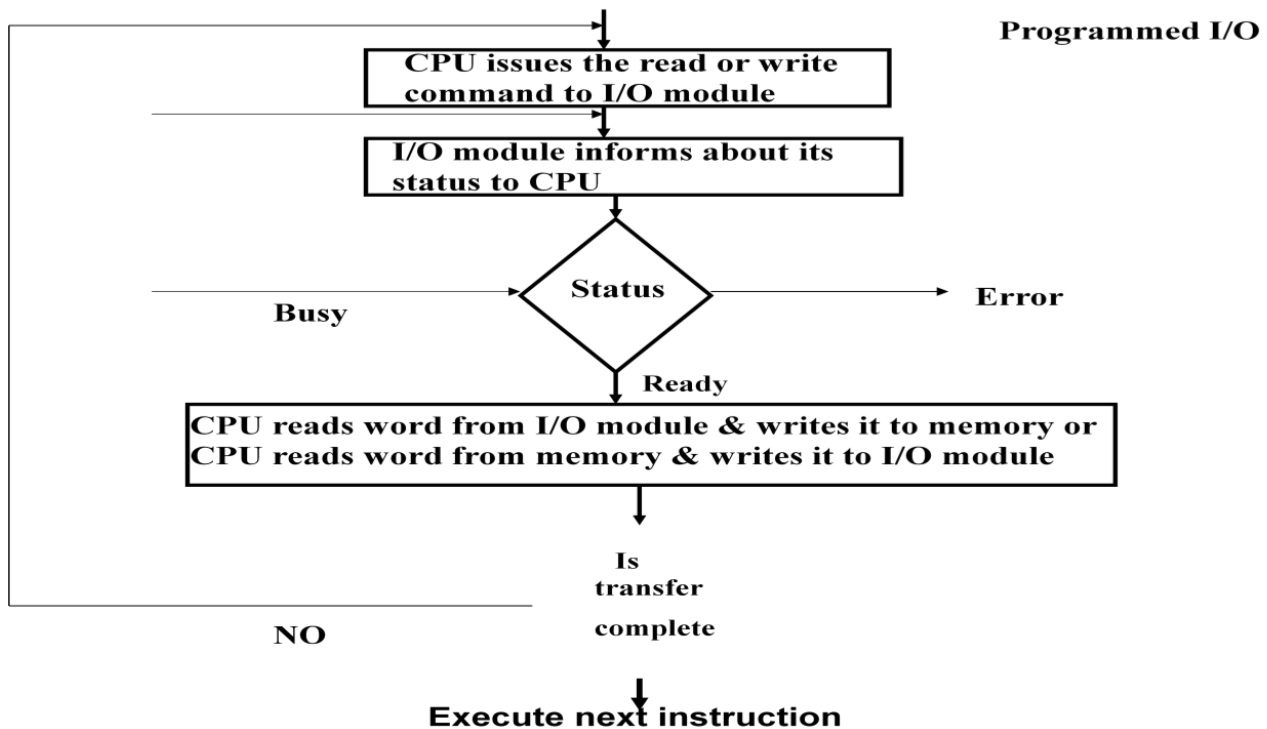 Programmed I/O
CPU issues the read or write
command to I/O module
I/O module informs about its
status to CPU
Status
Busy
Error
Ready
CPU reads word from I/O module & writes it to memory or
CPU reads word from memory & writes it to I/O module
Is
transfer
complete
NO
Execute next instruction